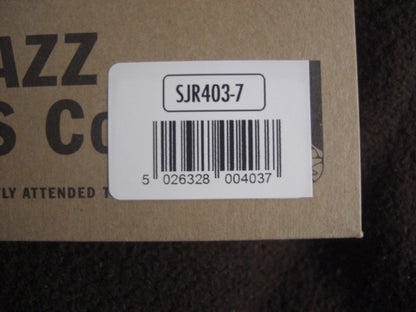 AZZ
SJR403-7
S Co
5 026328 004037
LY ATTENDED T